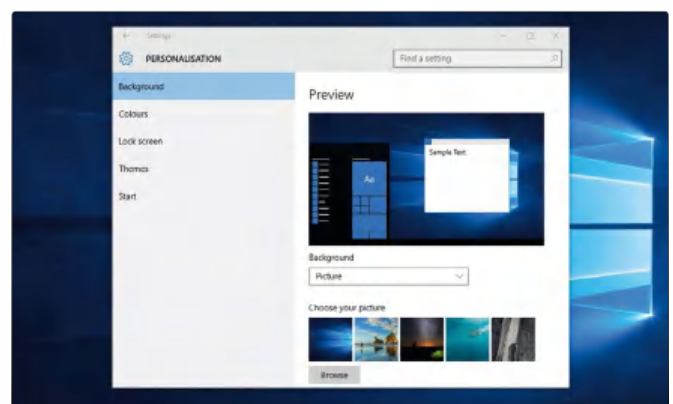 Settings
PERSONALISATION
Find a setting
Background
Colours
Lock screen
Themes
Start
Preview
Sample Text
Aa
Background
Picture
Choose your picture
Browse